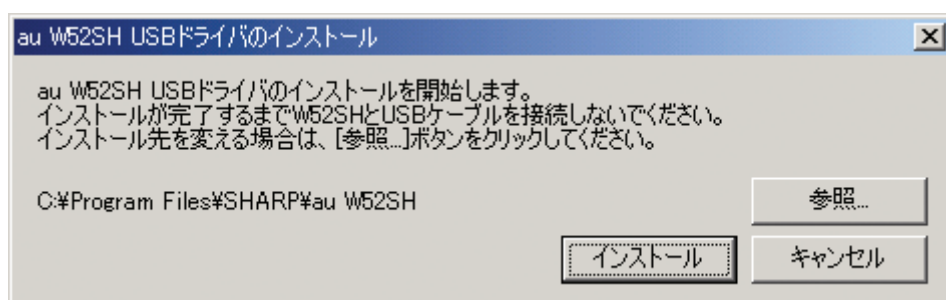 au W52SH USBドライバのインストール
au W52SH USBドライバのインストールを開始します。
インストールが完了するまでW52SHとUSBケーブルを接続しないでください。
インストール先を変える場合は、[参照...]ボタンをクリックしてください。
C:¥Program Files¥SHARP¥au W52SH
参照...
インストール
キャンセル